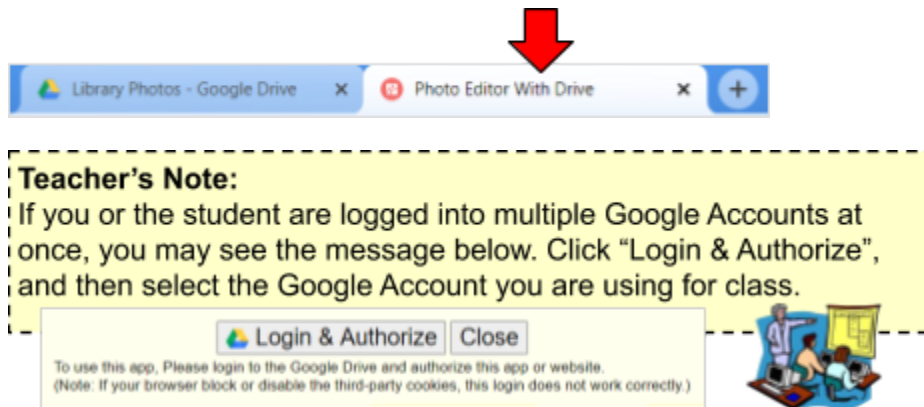 Library Photos - Google Drive
Photo Editor With Drive
Teacher's Note:
If you or the student are logged into multiple Google Accounts at
once, you may see the message below. Click “Login & Authorize”,
and then select the Google Account you are using for class.
Login & Authorize Close
To use this app, Please login to the Google Drive and authorize this app or website.
(Note: If your browser block or disable the third-party cookies, this login does not work correctly.)